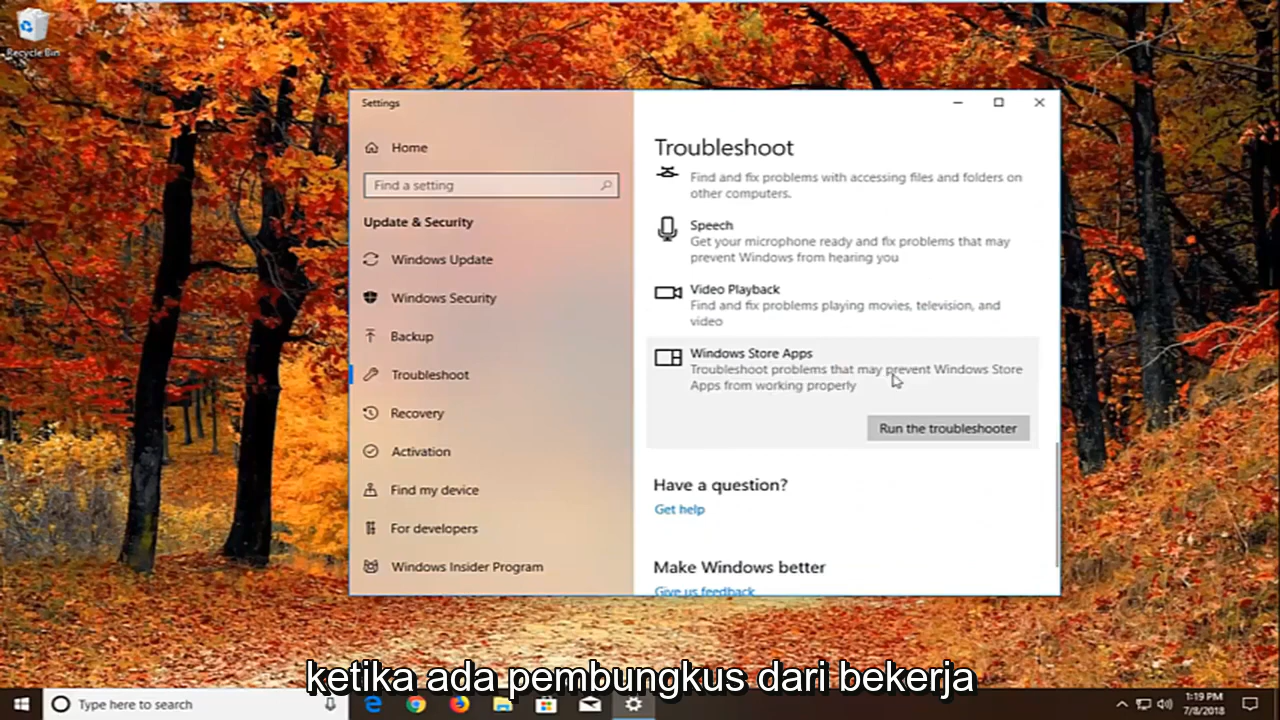 Recycle Bin
Settings
Home
Find a setting
Update & Security
Windows Update
Windows Security
Backup
Troubleshoot
Recovery
Activation
Find my device
For developers
Windows Insider Program
Troubleshoot
Find and fix problems with accessing files and folders on
other computers.
Speech
Get your microphone ready and fix problems that may
prevent Windows from hearing you
Video Playback
Find and fix problems playing movies, television, and
video
Windows Store Apps
Troubleshoot problems that may prevent Windows Store
Apps from working properly
Run the troubleshooter
Have a question?
Get help
Make Windows better
Give us feedback
ketika ada pembungkus dari bekerja
Type here to search
1:19 PM
7/8/2018